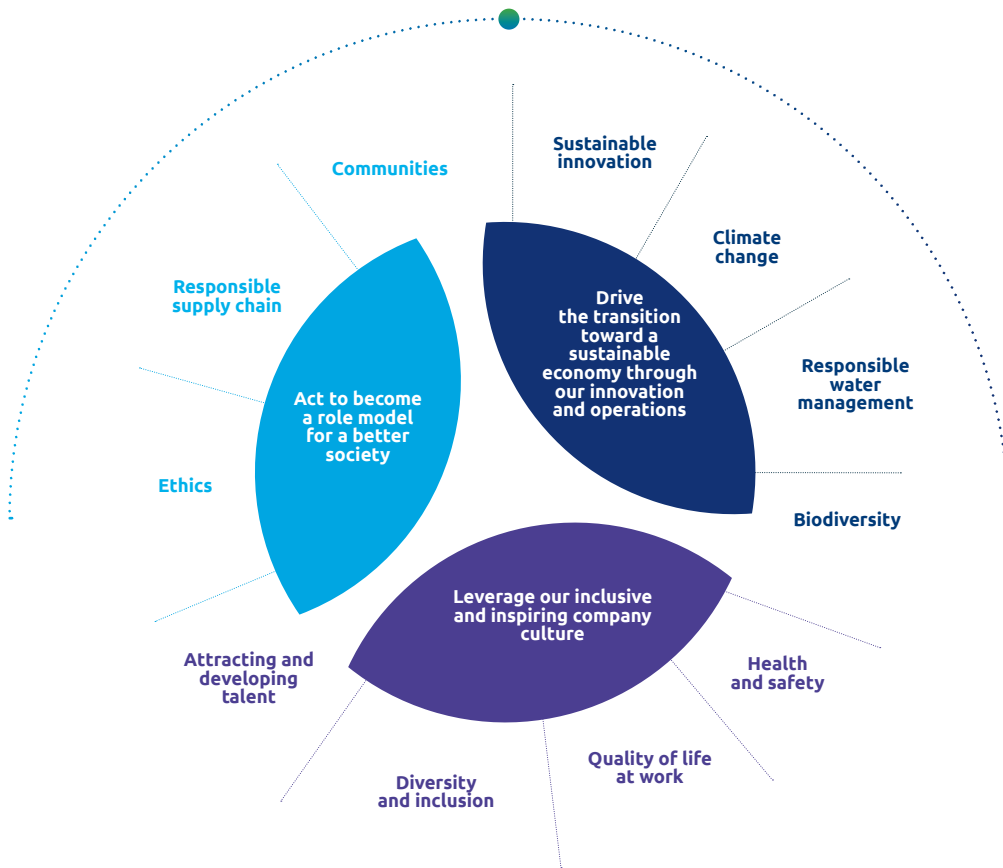 Sustainable
innovation
Communities
Climate
change
Responsible
supply chain
Drive
the transition
toward a
sustainable
economy through
our innovation
and operations
Responsible
water
management
Act to become
a role model
for a better
society
Ethics
Biodiversity
Leverage our inclusive
and inspiring company
culture
Attracting and
developing
talent
Health
and safety
Quality of life
at work
Diversity
and inclusion